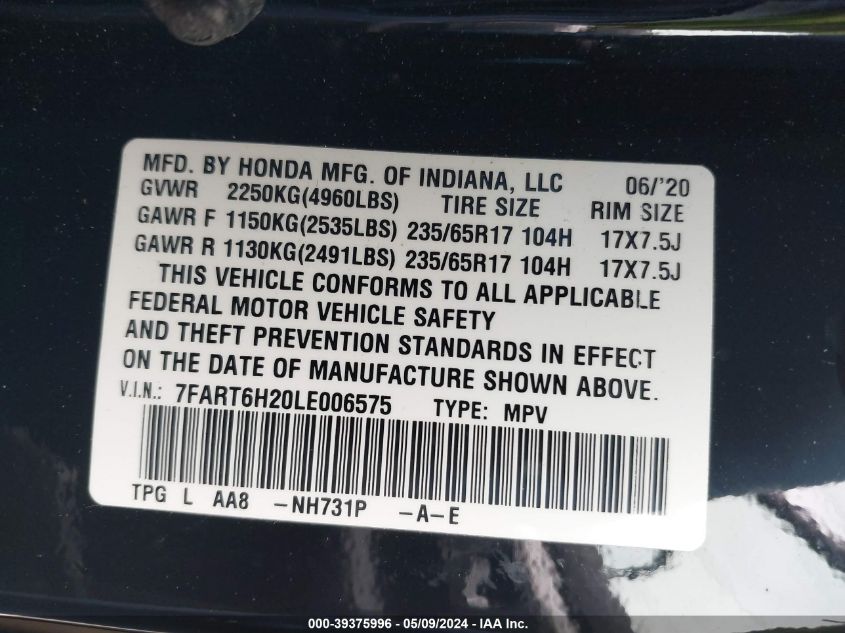 MFD. BY HONDA MFG. OF INDIANA, LLC 06/'20
GVWR 2250KG(4960LBS) TIRE SIZE RIM SIZE
GAWR F 1150KG(2535LBS) 235/65R17 104H 17X7.5J
GAWR R 1130KG(2491LBS) 235/65R17 104H 17X7.5J
THIS VEHICLE CONFORMS TO ALL APPLICABLE
FEDERAL MOTOR VEHICLE SAFETY
AND THEFT PREVENTION STANDARDS IN EFFECT
ON THE DATE OF MANUFACTURE SHOWN ABOVE.
V.I.N.: 7FART6H20LE006575 TYPE: MPV
TPG L AA8 -NH731P -A-E
000-39375996 - 05/09/2024 - IAA Inc.